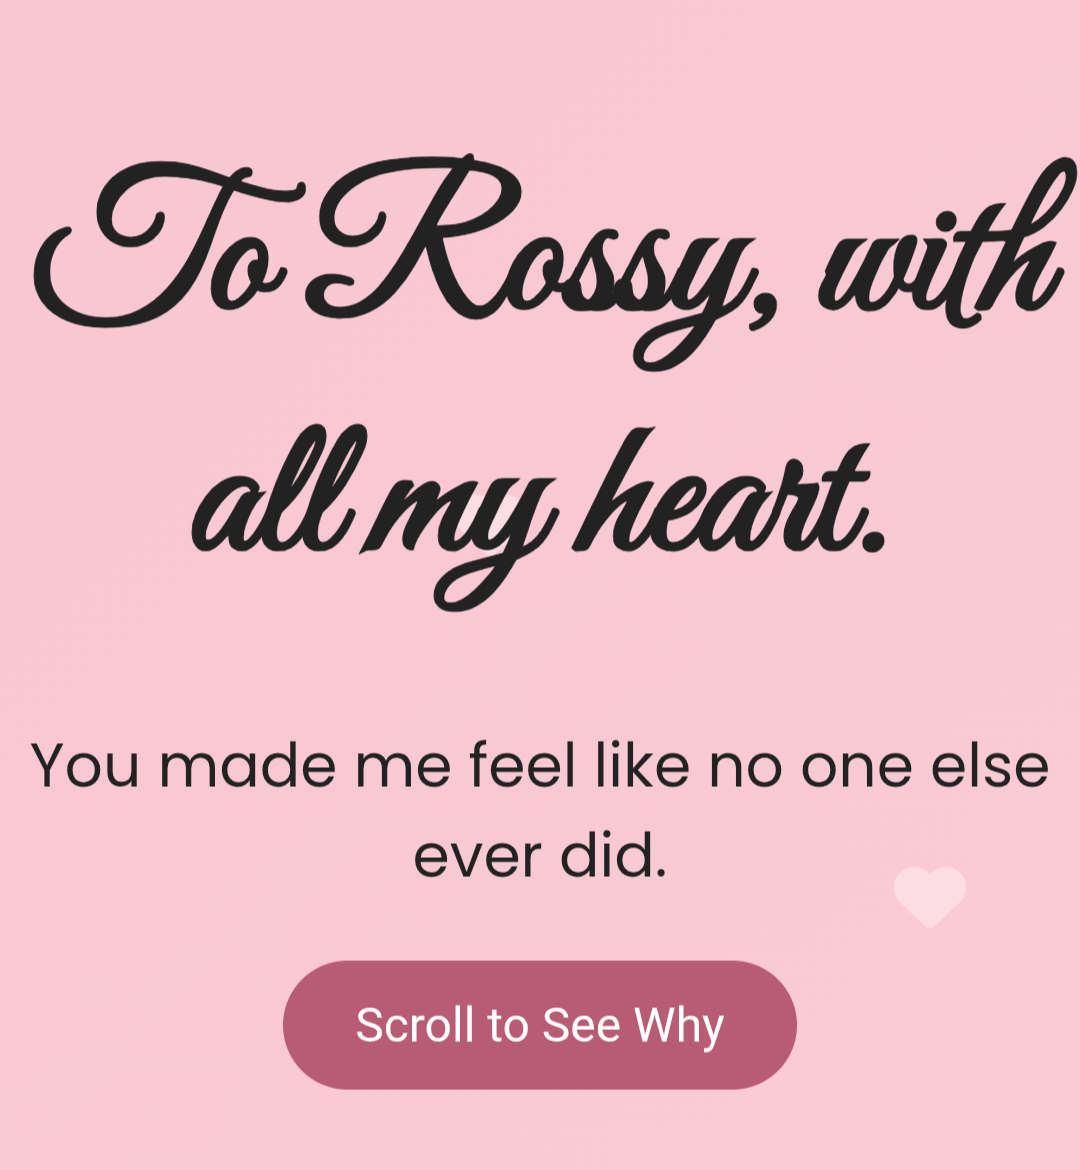 To Rossy, with
all my heart.
You made me feel like no one else
ever did.
Scroll to See Why